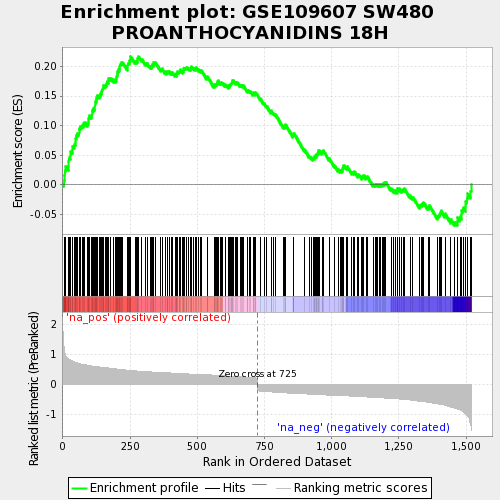 Enrichment plot: GSE109607 SW480
PROANTHOCYANIDINS 18H
Enrichment score (ES)
0.20
0.15
0.10
0.05
0.00
-0.05
'na_pos' (positively correlated)
Ranked list metric (PreRanked)
2
1
0
-1
Zero cross at 725
'na_neg' (negatively correlated)
0
250
500
750
1,000
1,250
1,500
Rank in Ordered Dataset
Enrichment profile
Hits
Ranking metric scores